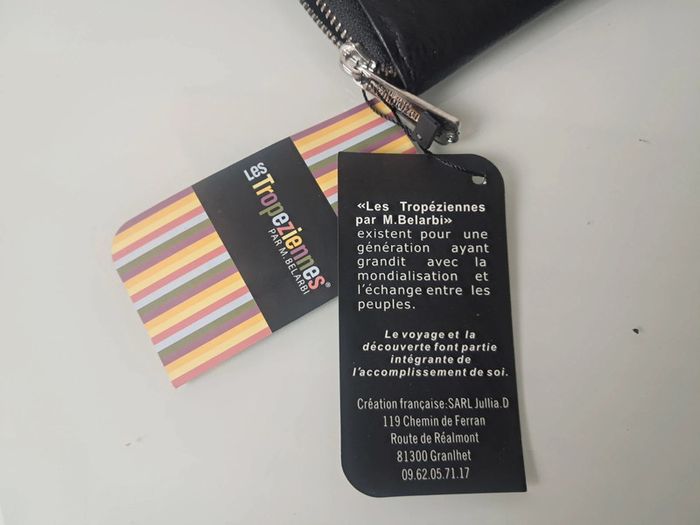 Les
Tropeziennes®
PAR M.BELARBI
«Les Tropéziennes
par M.Belarbi»
existent pour une
génération ayant
grandit avec la
mondialisation et
l'échange entre les
peuples.
Le voyage et la
découverte font partie
intégrante de
l'accomplissement de soi.
Création française:SARL Jullia.D
119 Chemin de Ferran
Route de Réalmont
81300 Granlhet
09.62.05.71.17